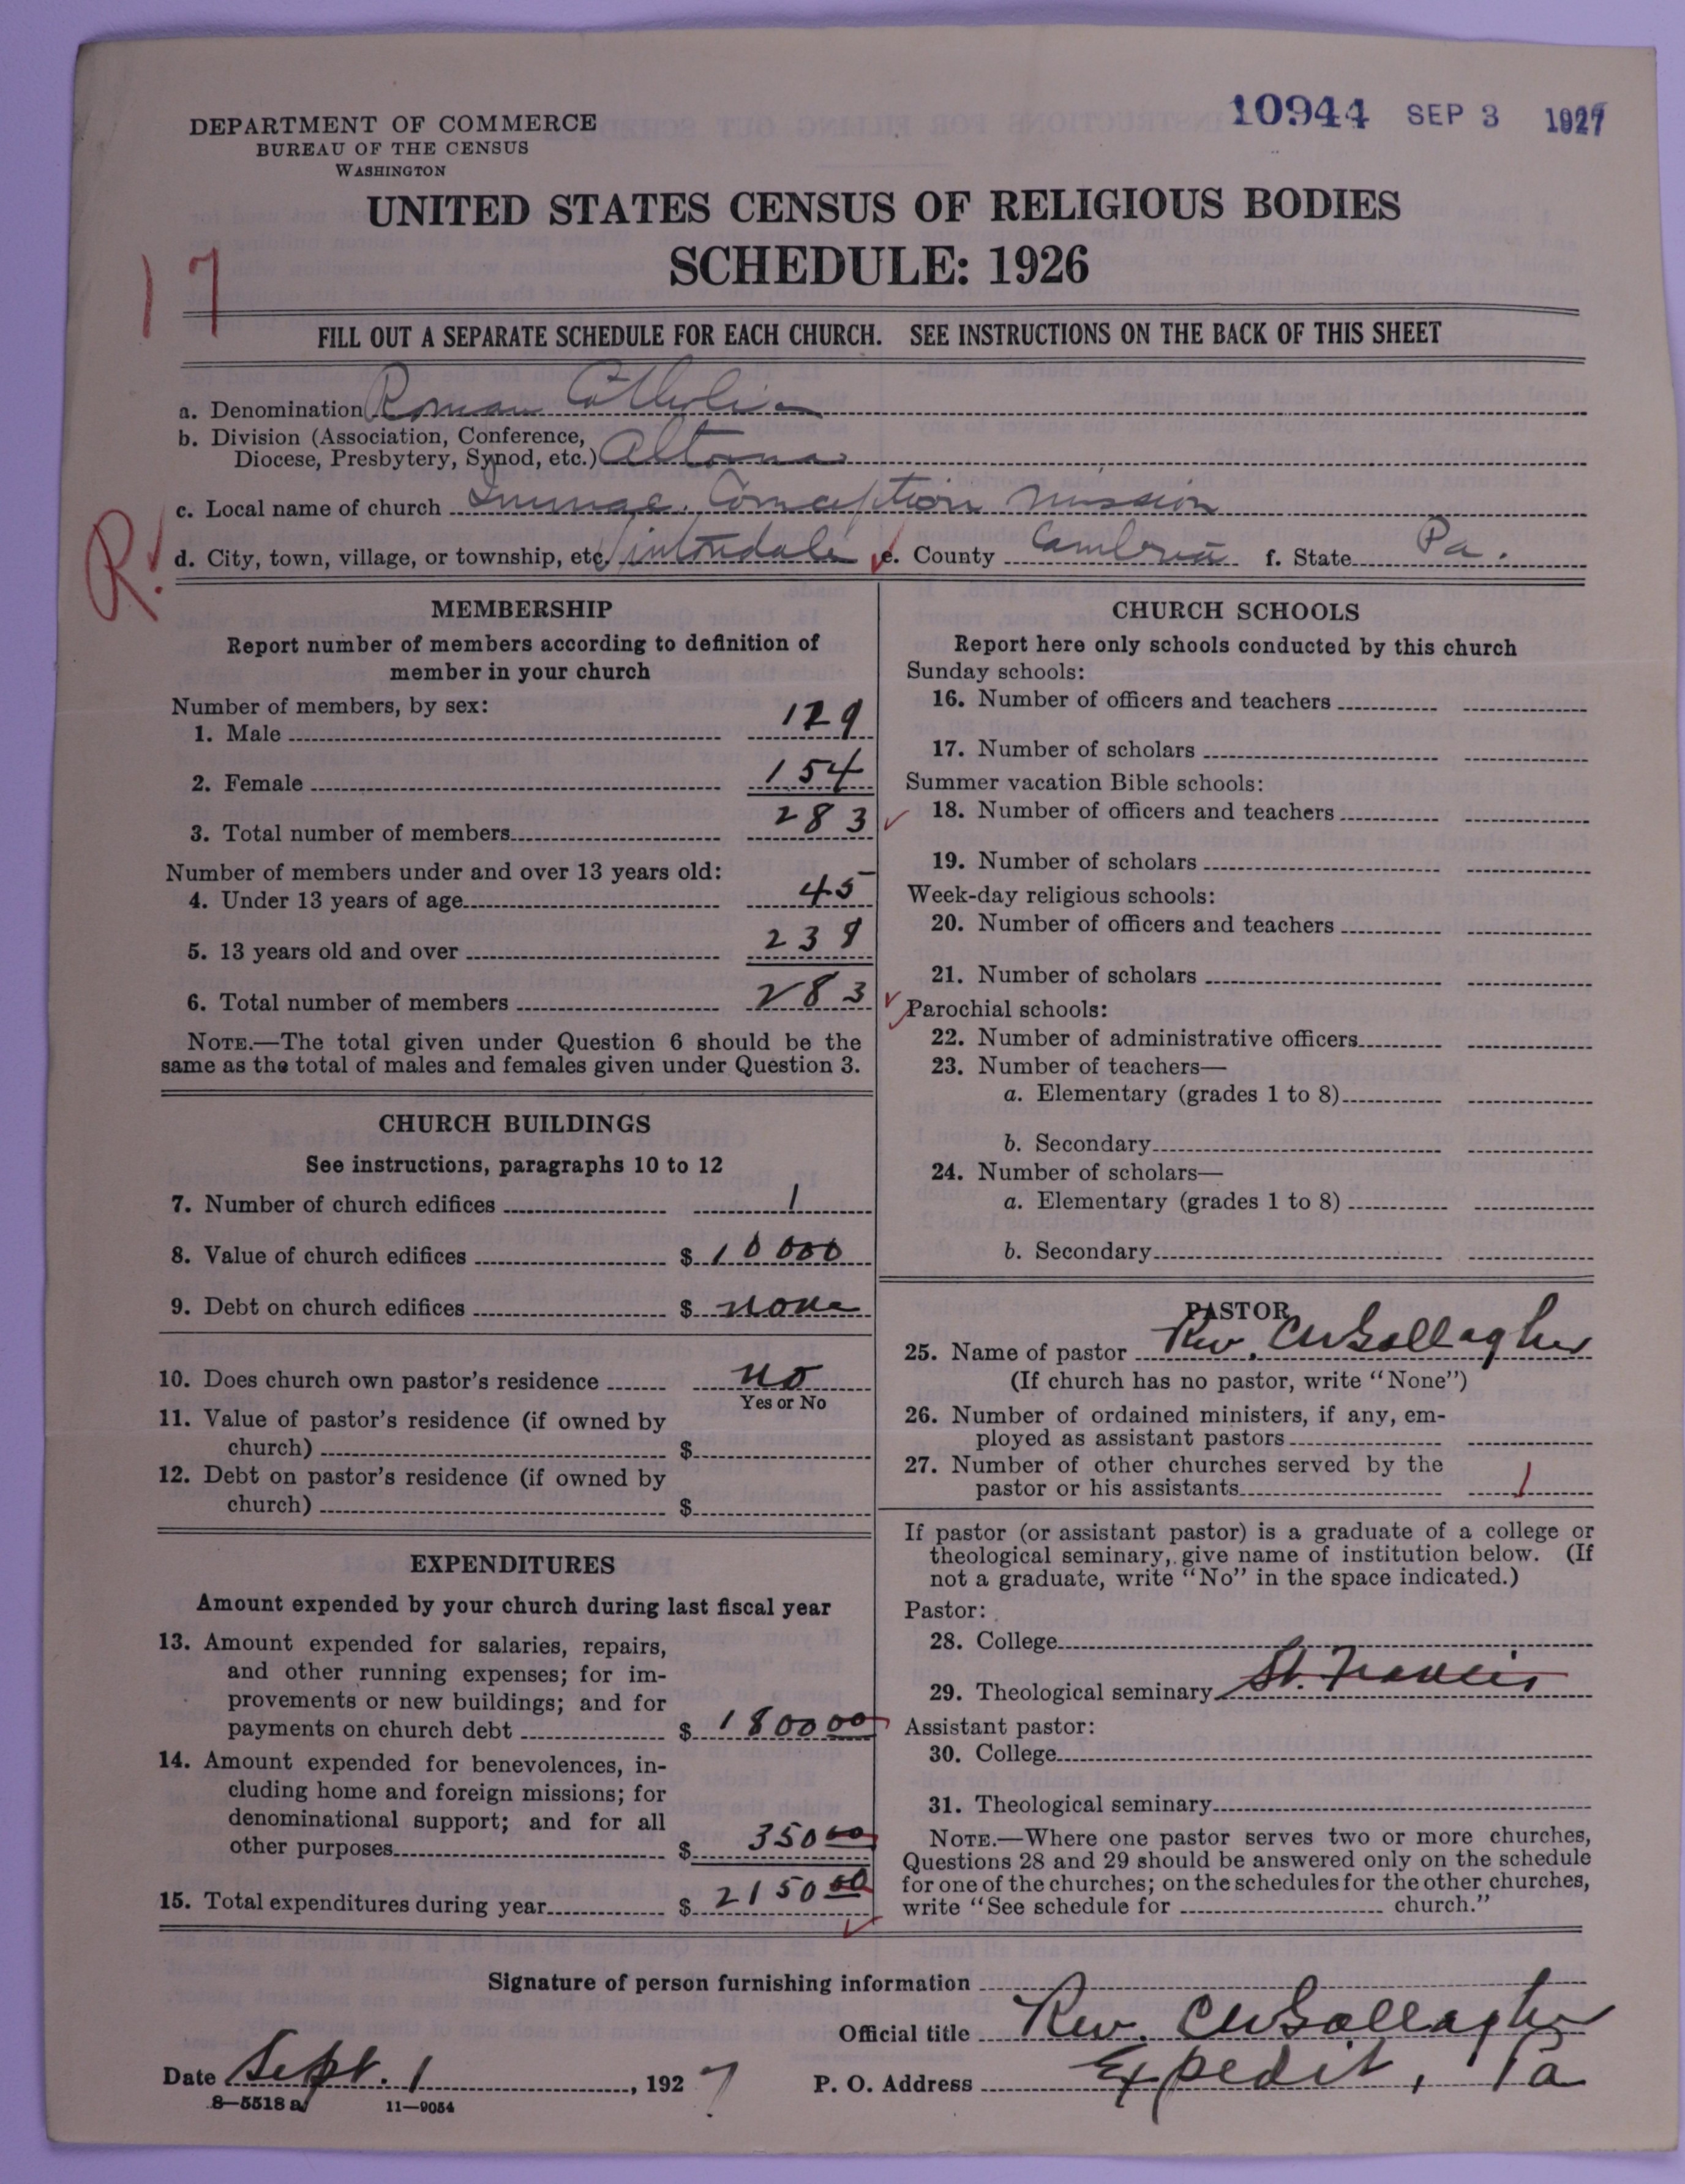 10944 SEP 3 1927
DEPARTMENT OF COMMERCE
BUREAU OF THE CENSUS
WASHINGTON
UNITED STATES CENSUS OF RELIGIOUS BODIES
SCHEDULE: 1926
17
FILL OUT A SEPARATE SCHEDULE FOR EACH CHURCH. SEE INSTRUCTIONS ON THE BACK OF THIS SHEET
a. Denomination Roman Catholic
b. Division (Association, Conference,
Diocese, Presbytery, Synod, etc.) Altoona
c. Local name of church Immac. Conception Mission
R.
d. City, town, village, or township, etc. Vintondale e. County Cambria f. State Pa.
MEMBERSHIP
Report number of members according to definition of
member in your church
Number of members, by sex:
1. Male 129
2. Female 154
3. Total number of members 283
Number of members under and over 13 years old:
4. Under 13 years of age 45
5. 13 years old and over 238
6. Total number of members 283
NOTE.—The total given under Question 6 should be the
same as the total of males and females given under Question 3.
CHURCH BUILDINGS
See instructions, paragraphs 10 to 12
7. Number of church edifices 1
8. Value of church edifices $ 10000
9. Debt on church edifices $ none
10. Does church own pastor's residence no
Yes or No
11. Value of pastor's residence (if owned by
church) $
12. Debt on pastor's residence (if owned by
church) $
EXPENDITURES
Amount expended by your church during last fiscal year
13. Amount expended for salaries, repairs,
and other running expenses; for im-
provements or new buildings; and for
payments on church debt $ 1800 00
14. Amount expended for benevolences, in-
cluding home and foreign missions; for
denominational support; and for all
other purposes $ 350 00
15. Total expenditures during year $ 2150 00
CHURCH SCHOOLS
Report here only schools conducted by this church
Sunday schools:
16. Number of officers and teachers
17. Number of scholars
Summer vacation Bible schools:
18. Number of officers and teachers
19. Number of scholars
Week-day religious schools:
20. Number of officers and teachers
21. Number of scholars
Parochial schools:
22. Number of administrative officers
23. Number of teachers—
a. Elementary (grades 1 to 8)
b. Secondary
24. Number of scholars—
a. Elementary (grades 1 to 8)
b. Secondary
PASTOR
25. Name of pastor Rev. CW Gallagher
(If church has no pastor, write "None")
26. Number of ordained ministers, if any, em-
ployed as assistant pastors
27. Number of other churches served by the
pastor or his assistants 1
If pastor (or assistant pastor) is a graduate of a college or
theological seminary, give name of institution below. (If
not a graduate, write "No" in the space indicated.)
Pastor:
28. College
29. Theological seminary St. Francis
Assistant pastor:
30. College
31. Theological seminary
NOTE.—Where one pastor serves two or more churches,
Questions 28 and 29 should be answered only on the schedule
for one of the churches; on the schedules for the other churches,
write "See schedule for church."
Signature of person furnishing information
Official title Rev. CW Gallagher
Date Sept. 1, 1927 P. O. Address Expedit, Pa
8—5518 a 11—9054